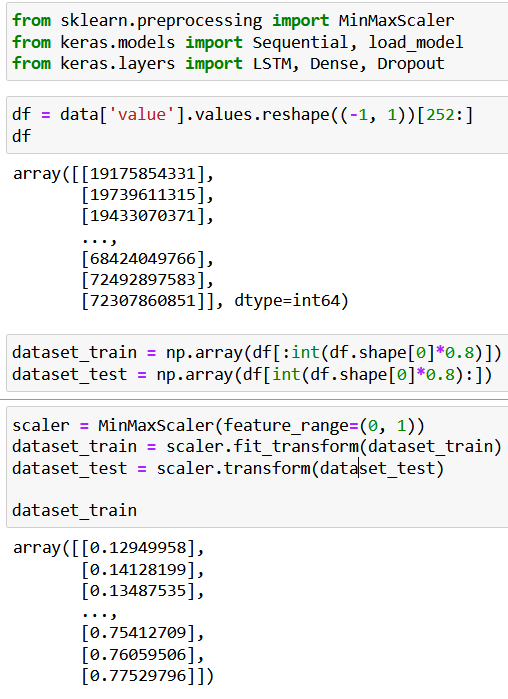 from sklearn.preprocessing import MinMaxScaler
from keras.models import Sequential, load_model
from keras.layers import LSTM, Dense, Dropout
df = data['value'].values.reshape((-1, 1))[252:]
df
array([[19175854331],
       [19739611315],
       [19433070371],
       ...,
       [68424049766],
       [72492897583],
       [72307860851]], dtype=int64)
dataset_train = np.array(df[:int(df.shape[0]*0.8)])
dataset_test = np.array(df[int(df.shape[0]*0.8):])
scaler = MinMaxScaler(feature_range=(0, 1))
dataset_train = scaler.fit_transform(dataset_train)
dataset_test = scaler.transform(dataset_test)
dataset_train
array([[0.12949958],
       [0.14128199],
       [0.13487535],
       ...,
       [0.75412709],
       [0.76059506],
       [0.77529796]])